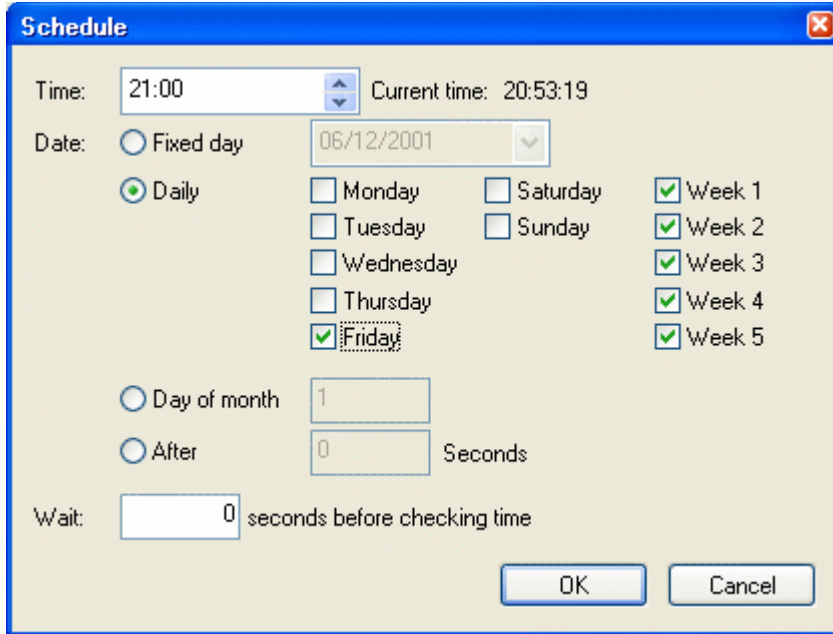 Schedule
Time: 21:00 Current time: 20:53:19
Date: Fixed day 06/12/2001
Daily Monday Saturday Week 1
Tuesday Sunday Week 2
Wednesday Week 3
Thursday Week 4
Friday Week 5
Day of month 1
After 0 Seconds
Wait: 0 seconds before checking time
OK Cancel